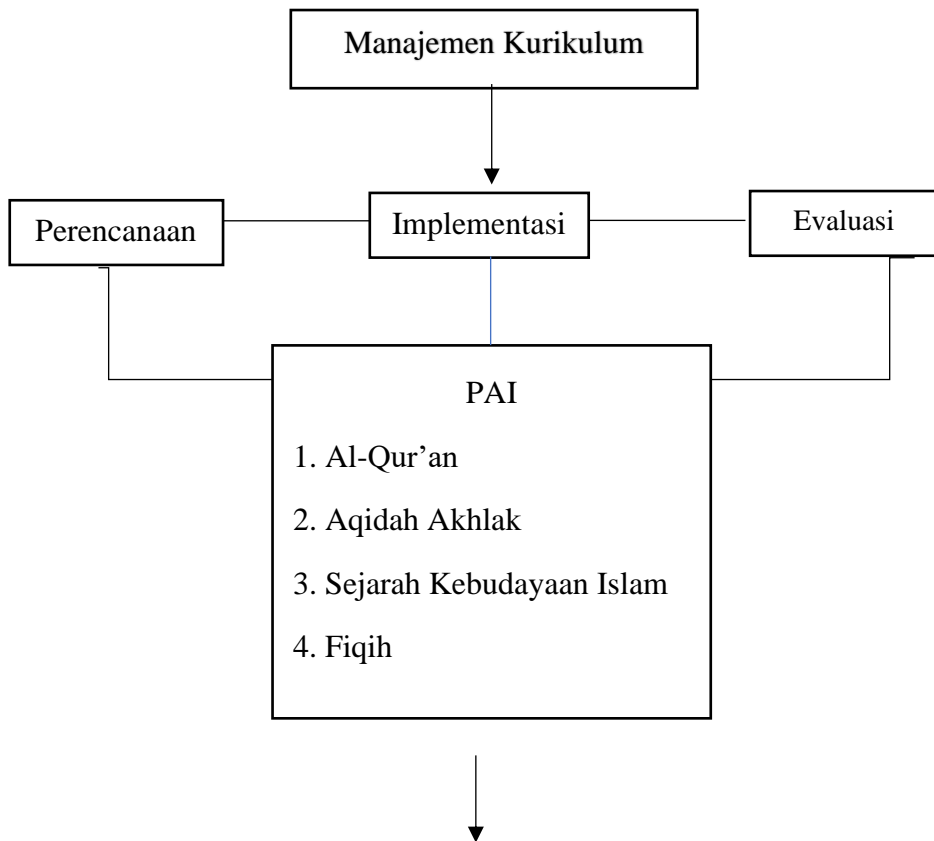 Manajemen Kurikulum
Perencanaan
Implementasi
Evaluasi
PAI
1. Al-Qur’an
2. Aqidah Akhlak
3. Sejarah Kebudayaan Islam
4. Fiqih